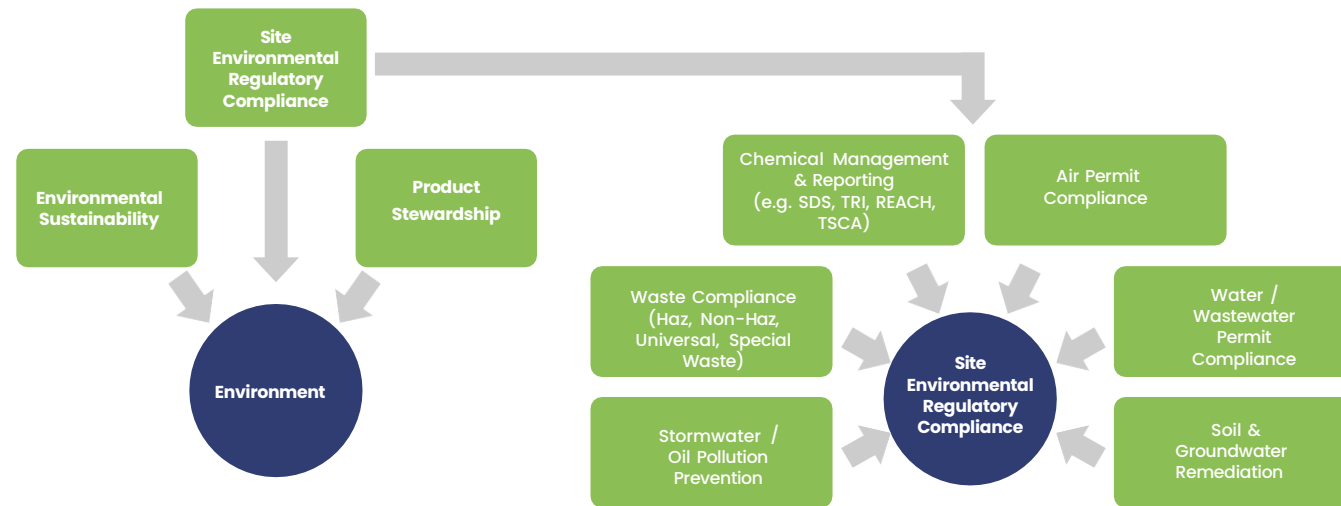 Site
Environmental
Regulatory
Compliance
Environmental
Sustainability
Product
Stewardship
Environment
Chemical Management
& Reporting
(e.g. SDS, TRI, REACH,
TSCA)
Air Permit
Compliance
Waste Compliance
(Haz, Non-Haz,
Universal, Special
Waste)
Water /
Wastewater
Permit
Compliance
Site
Environmental
Regulatory
Compliance
Stormwater /
Oil Pollution
Prevention
Soil &
Groundwater
Remediation